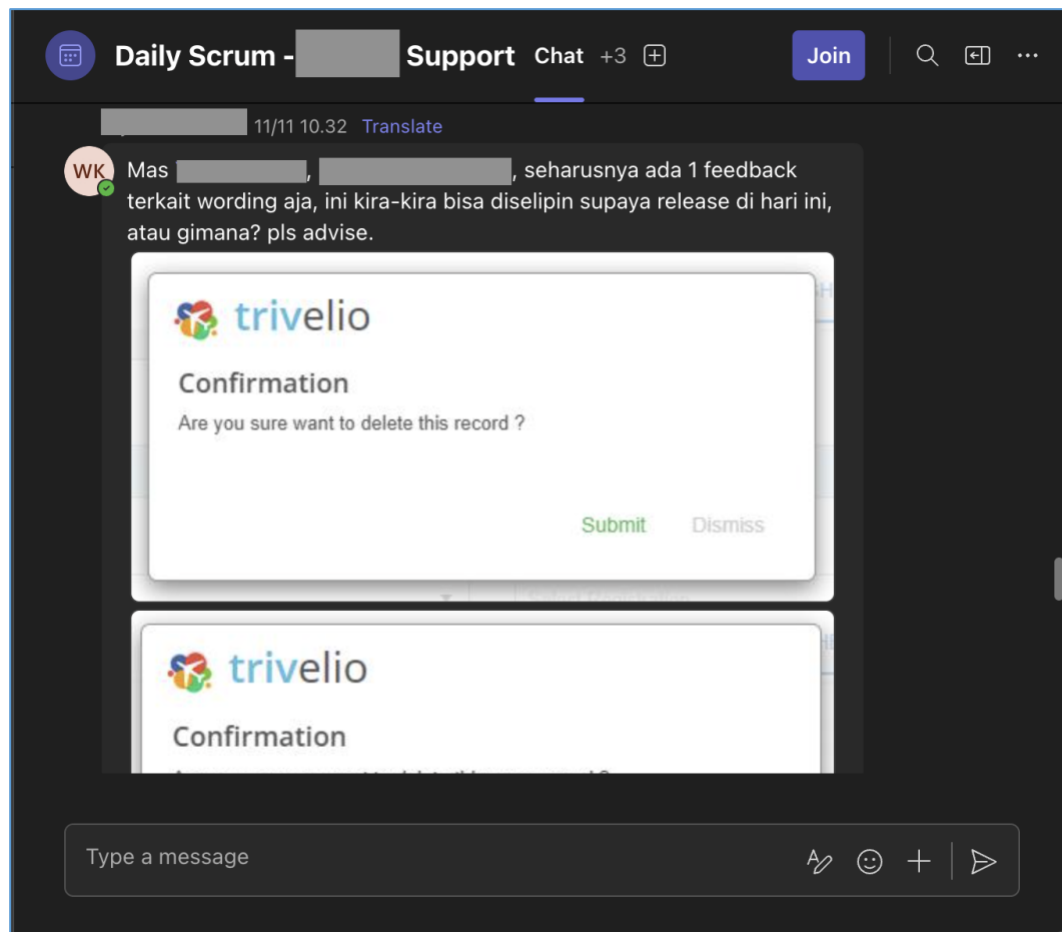 Daily Scrum - Support Chat +3 Join
11/11 10.32 Translate
WK
Mas , , seharusnya ada 1 feedback
terkait wording aja, ini kira-kira bisa diselipin supaya release di hari ini,
atau gimana? pls advise.
trivelio
Confirmation
Are you sure want to delete this record ?
Submit Dismiss
Select Registration
trivelio
Confirmation
Type a message